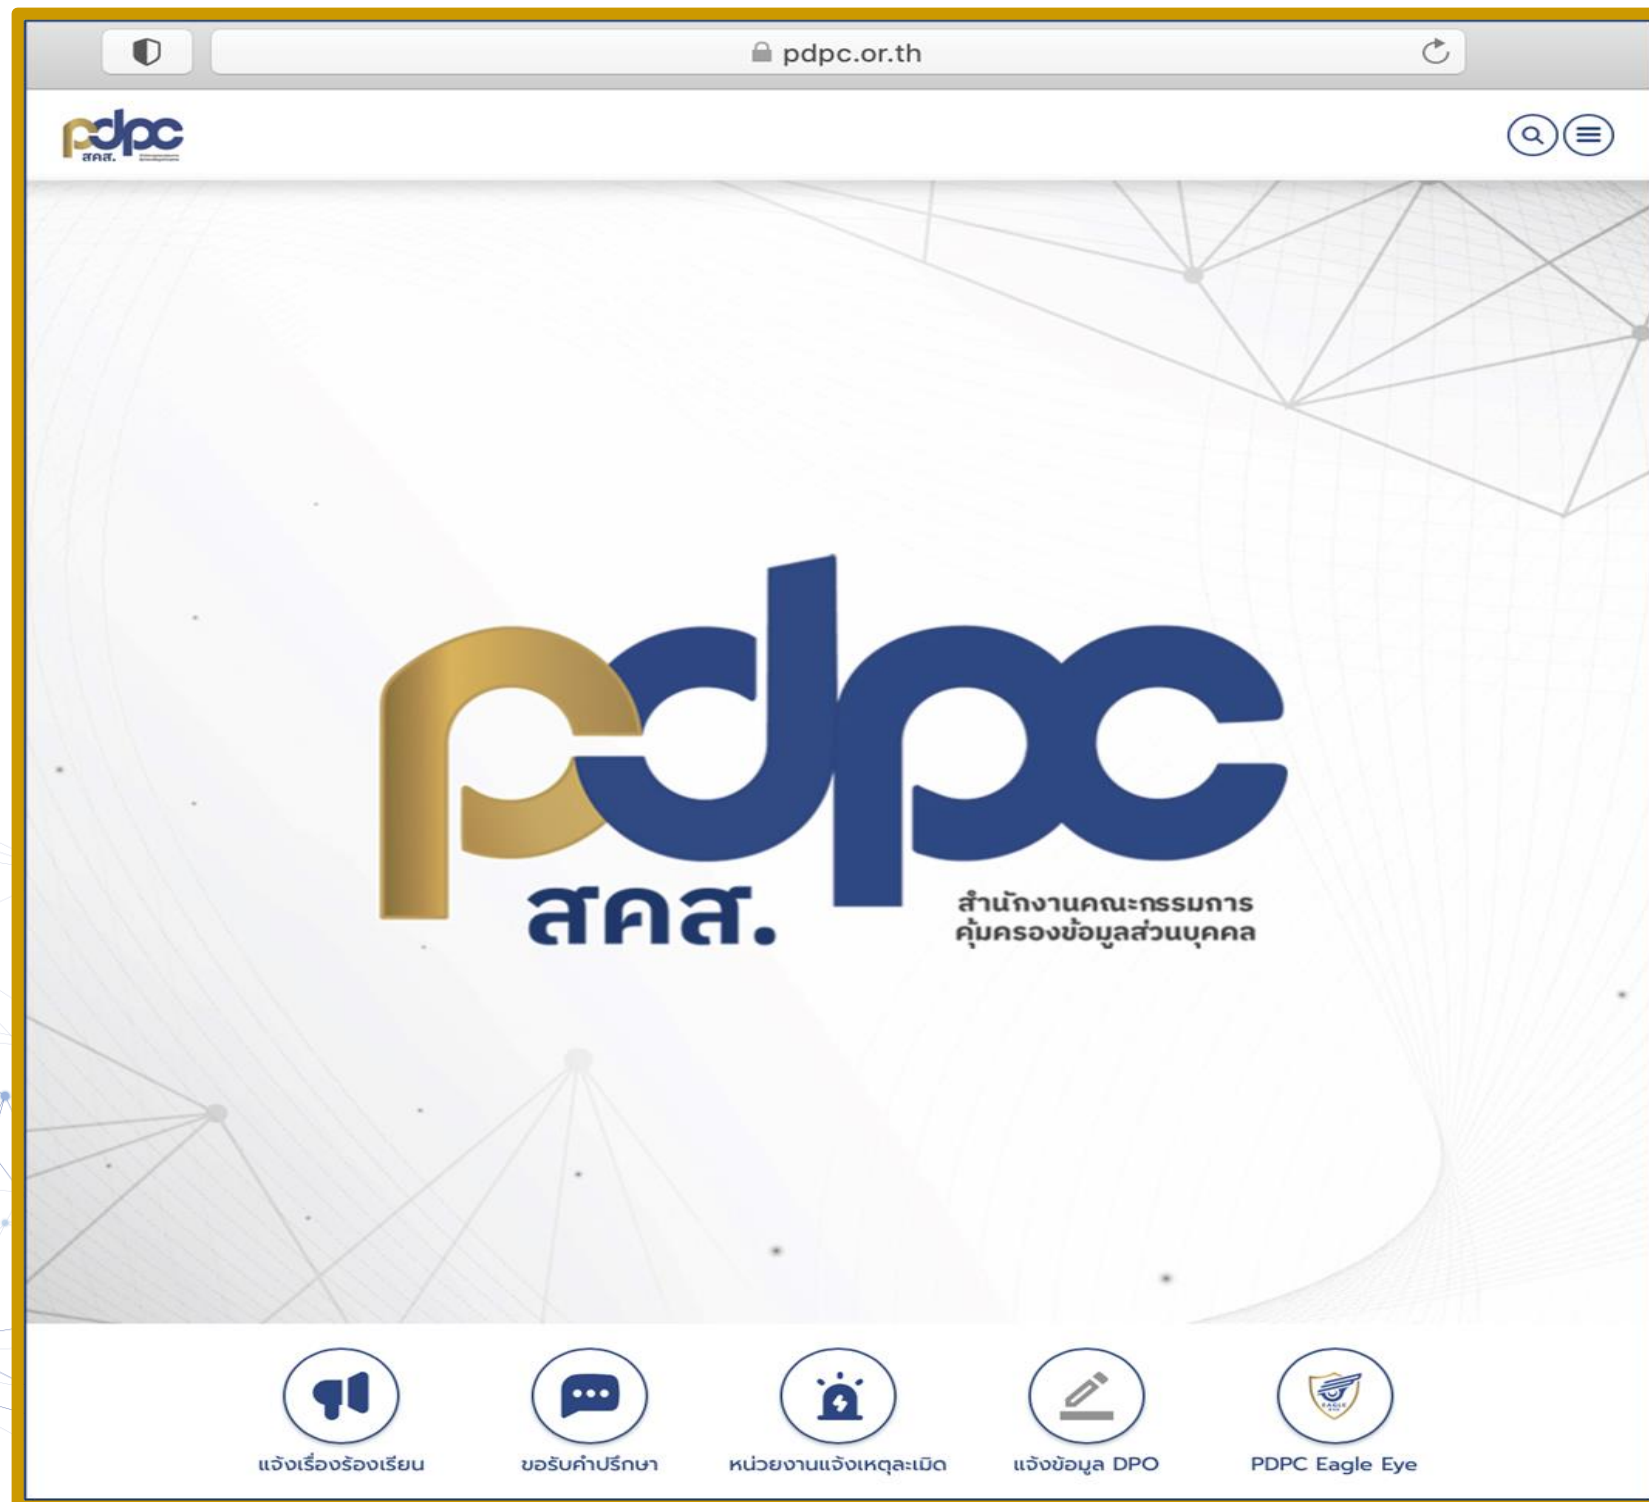 pdpc.or.th
pdpc
สคส.
pdpc
สคส.
สำนักงานคณะกรรมการ
คุ้มครองข้อมูลส่วนบุคคล
แจ้งเรื่องร้องเรียน
ขอรับคำปรึกษา
หน่วยงานแจ้งเหตุละเมิด
แจ้งข้อมูล DPO
EAGLE
EYE
PDPC Eagle Eye